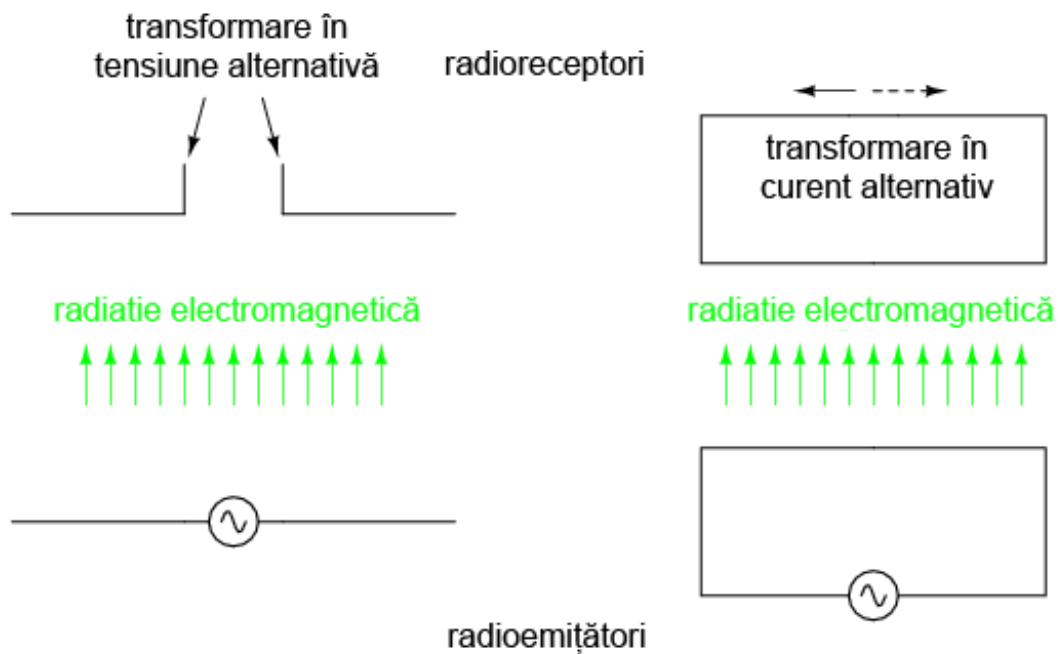 transformare în
tensiune alternativă
radioreceptori
transformare în
curent alternativ
radiatie electromagnetică
radiatie electromagnetică
radioemițători